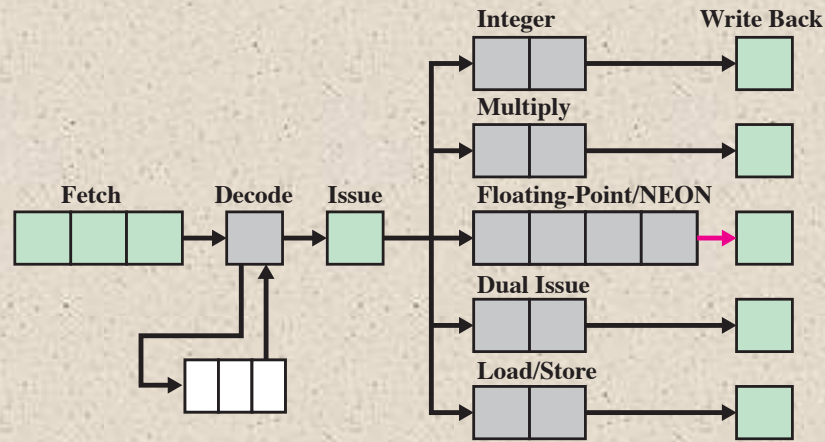 Integer
Write Back
Multiply
Fetch
Decode
Issue
Floating-Point/NEON
Dual Issue
Load/Store